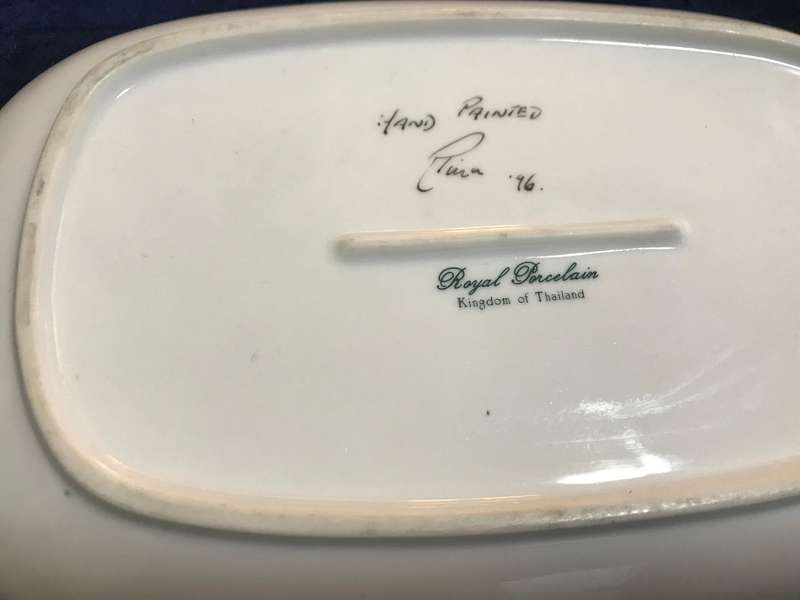 HAND PAINTED
'96.
Royal Porcelain
Kingdom of Thailand